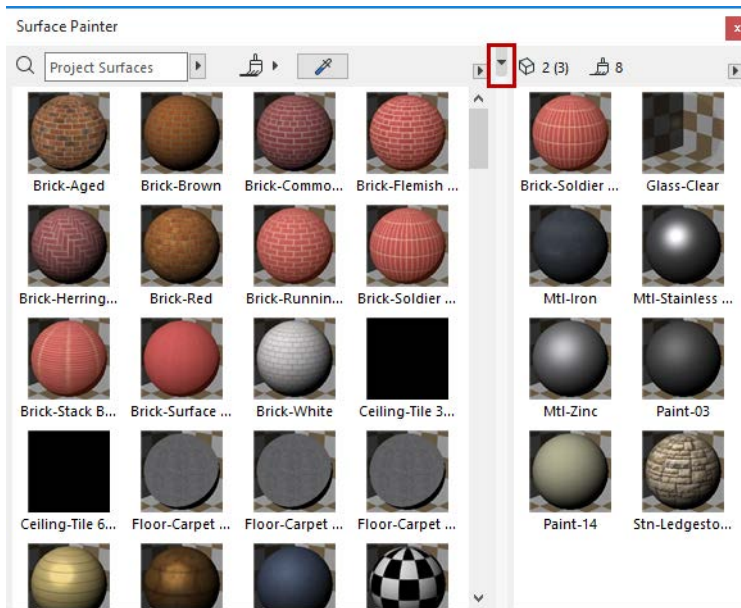 Surface Painter
x
Project Surfaces
2 (3)
8
Brick-Aged Brick-Brown Brick-Commo... Brick-Flemish ...
Brick-Herring... Brick-Red Brick-Runnin... Brick-Soldier ...
Brick-Stack B... Brick-Surface ... Brick-White Ceiling-Tile 3...
Ceiling-Tile 6... Floor-Carpet ... Floor-Carpet ... Floor-Carpet ...
Brick-Soldier ... Glass-Clear
Mtl-Iron Mtl-Stainless ...
Mtl-Zinc Paint-03
Paint-14 Stn-Ledgesto...